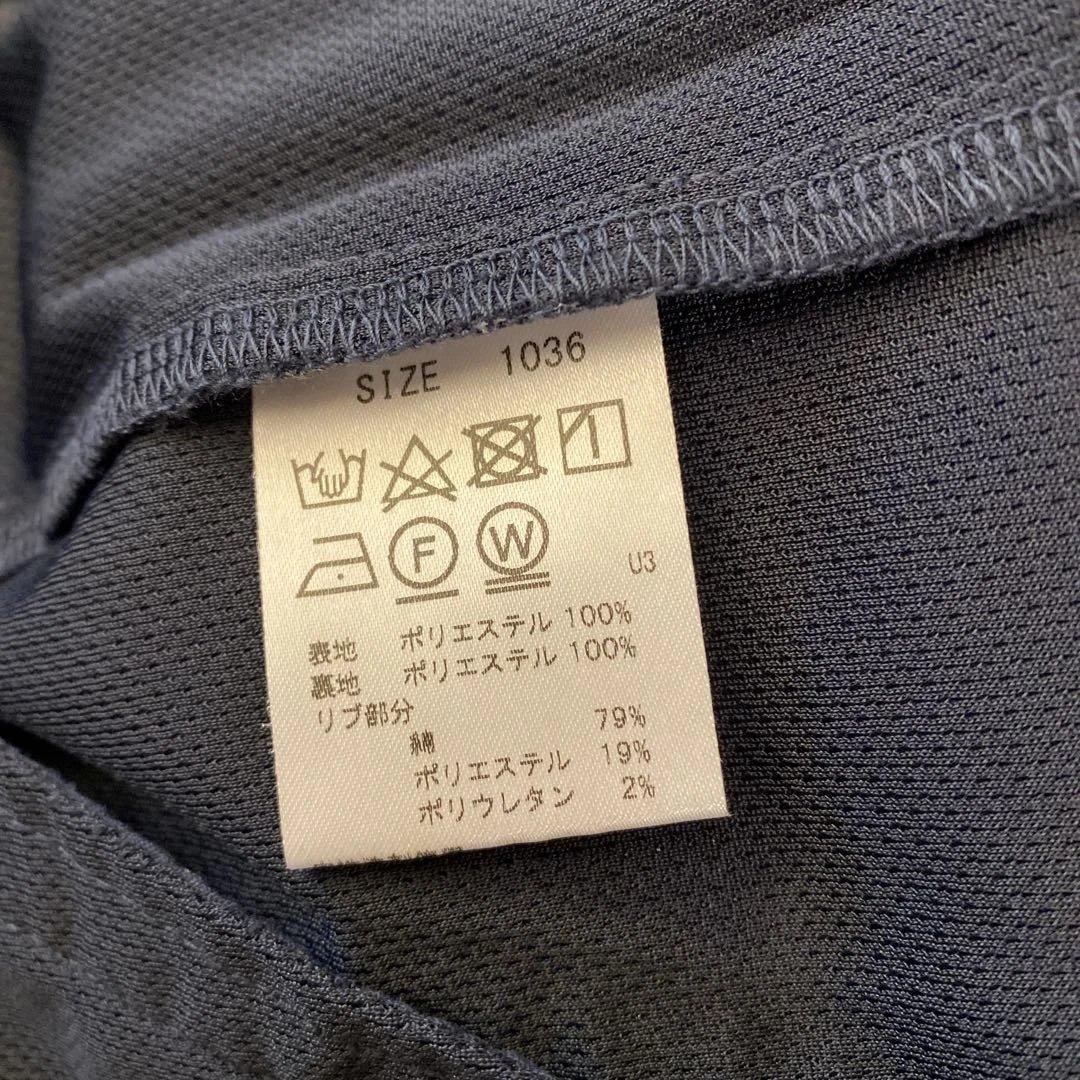 SIZE 1036
F W
U3
表地 ポリエステル 100%
裏地 ポリエステル 100%
リブ部分
綿 79%
ポリエステル 19%
ポリウレタン 2%